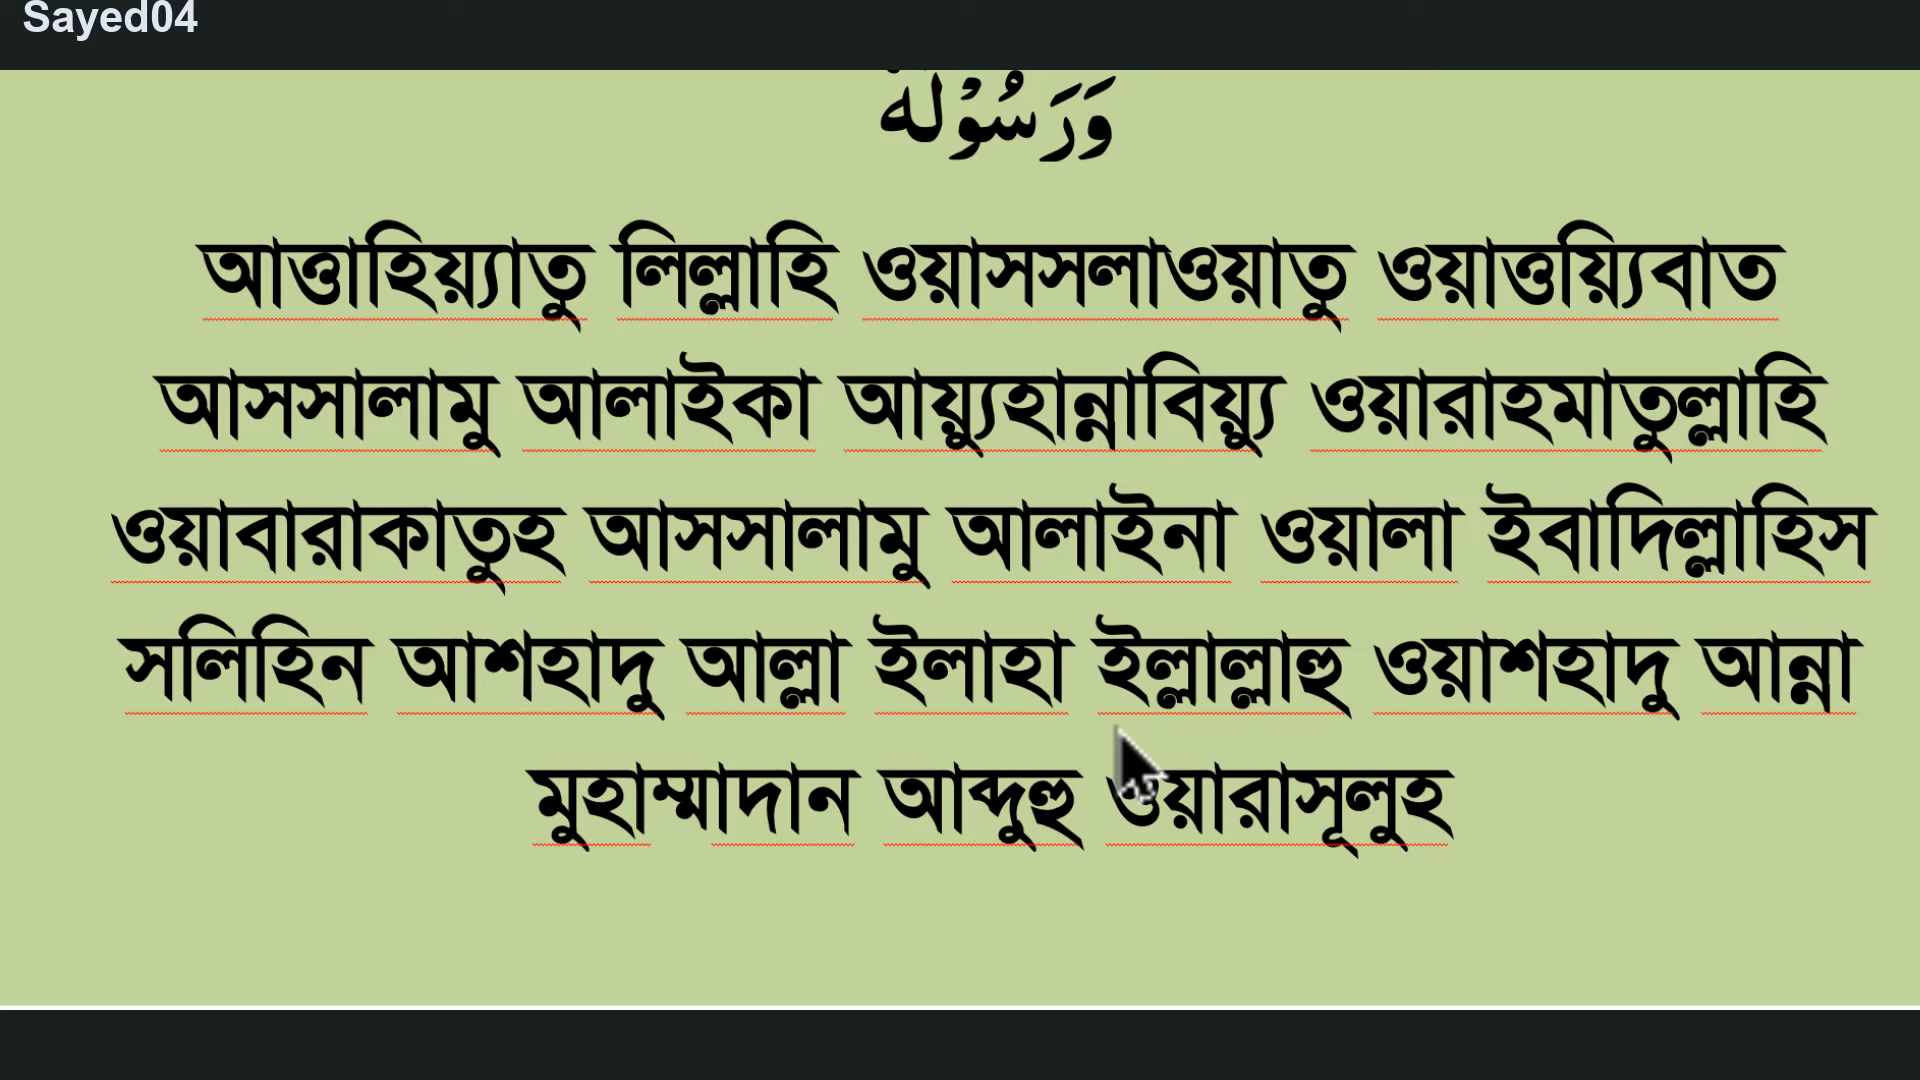 Sayed04
وَرَسُوْلُهُ
আত্তাহিয়্যাতু লিল্লাহি ওয়াসসলাওয়াতু ওয়াত্তয়্যিবাত
আসসালামু আলাইকা আয়্যুহান্নাবিয়্যু ওয়ারাহমাতুল্লাহি
ওয়াবারাকাতুহ আসসালামু আলাইনা ওয়ালা ইবাদিল্লাহিস
সলিহিন আশহাদু আল্লা ইলাহা ইল্লাল্লাহু ওয়াশহাদু আন্না
মুহাম্মাদান আব্দুহু ওয়ারাসূলুহ